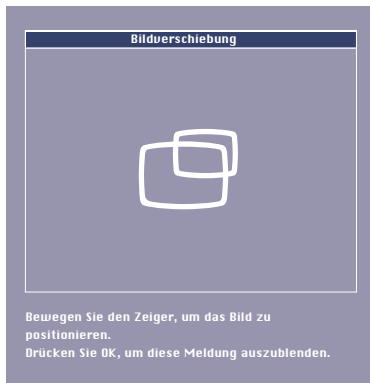 Bildverschiebung
Bewegen Sie den Zeiger, um das Bild zu
positionieren.
Drücken Sie OK, um diese Meldung auszublenden.